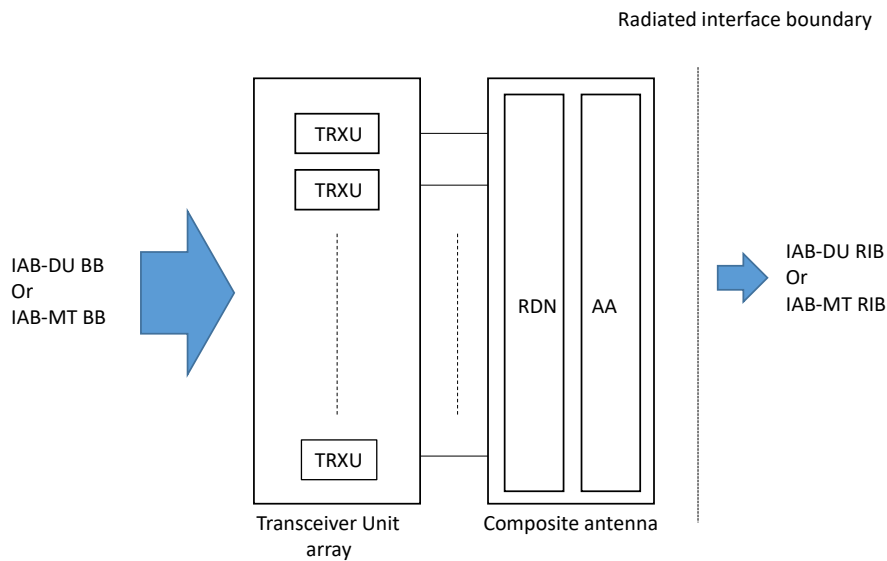 Radiated interface boundary
TRXU
TRXU
IAB-DU BB
Or
IAB-MT BB
RDN
AA
IAB-DU RIB
Or
IAB-MT RIB
TRXU
Transceiver Unit
array
Composite antenna